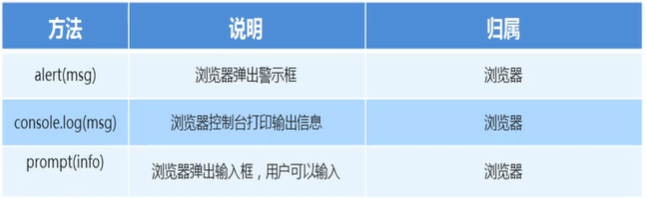 方法 说明 归属
alert(msg) 浏览器弹出警示框 浏览器
console.log(msg) 浏览器控制台打印输出信息 浏览器
prompt(info) 浏览器弹出输入框，用户可以输入 浏览器